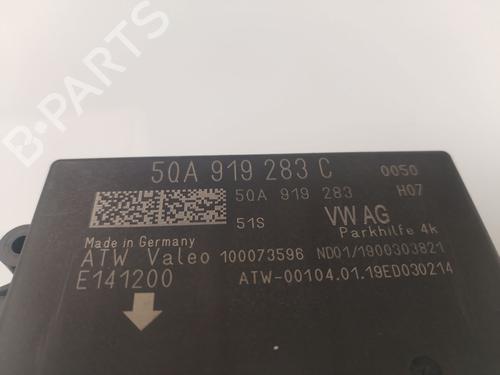 B-PARTS
5QA 919 283 C
0050
5QA 919 283
H07
51S
VW AG
Parkhilfe 4k
Made in Germany
ATW Valeo 100073596 ND01/1900303821
E141200
ATW-00104.01.19ED030214